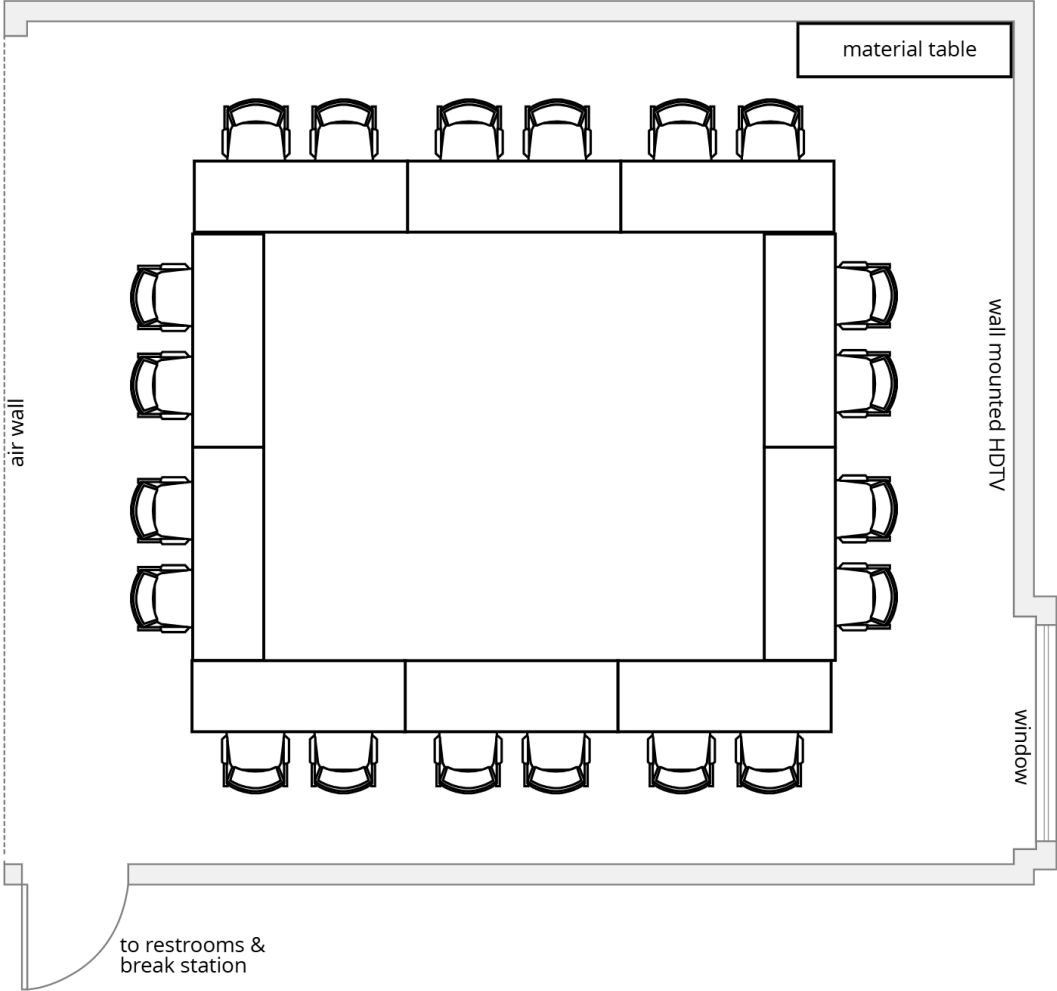 material table
wall mounted HDTV
air wall
window
to restrooms &
break station